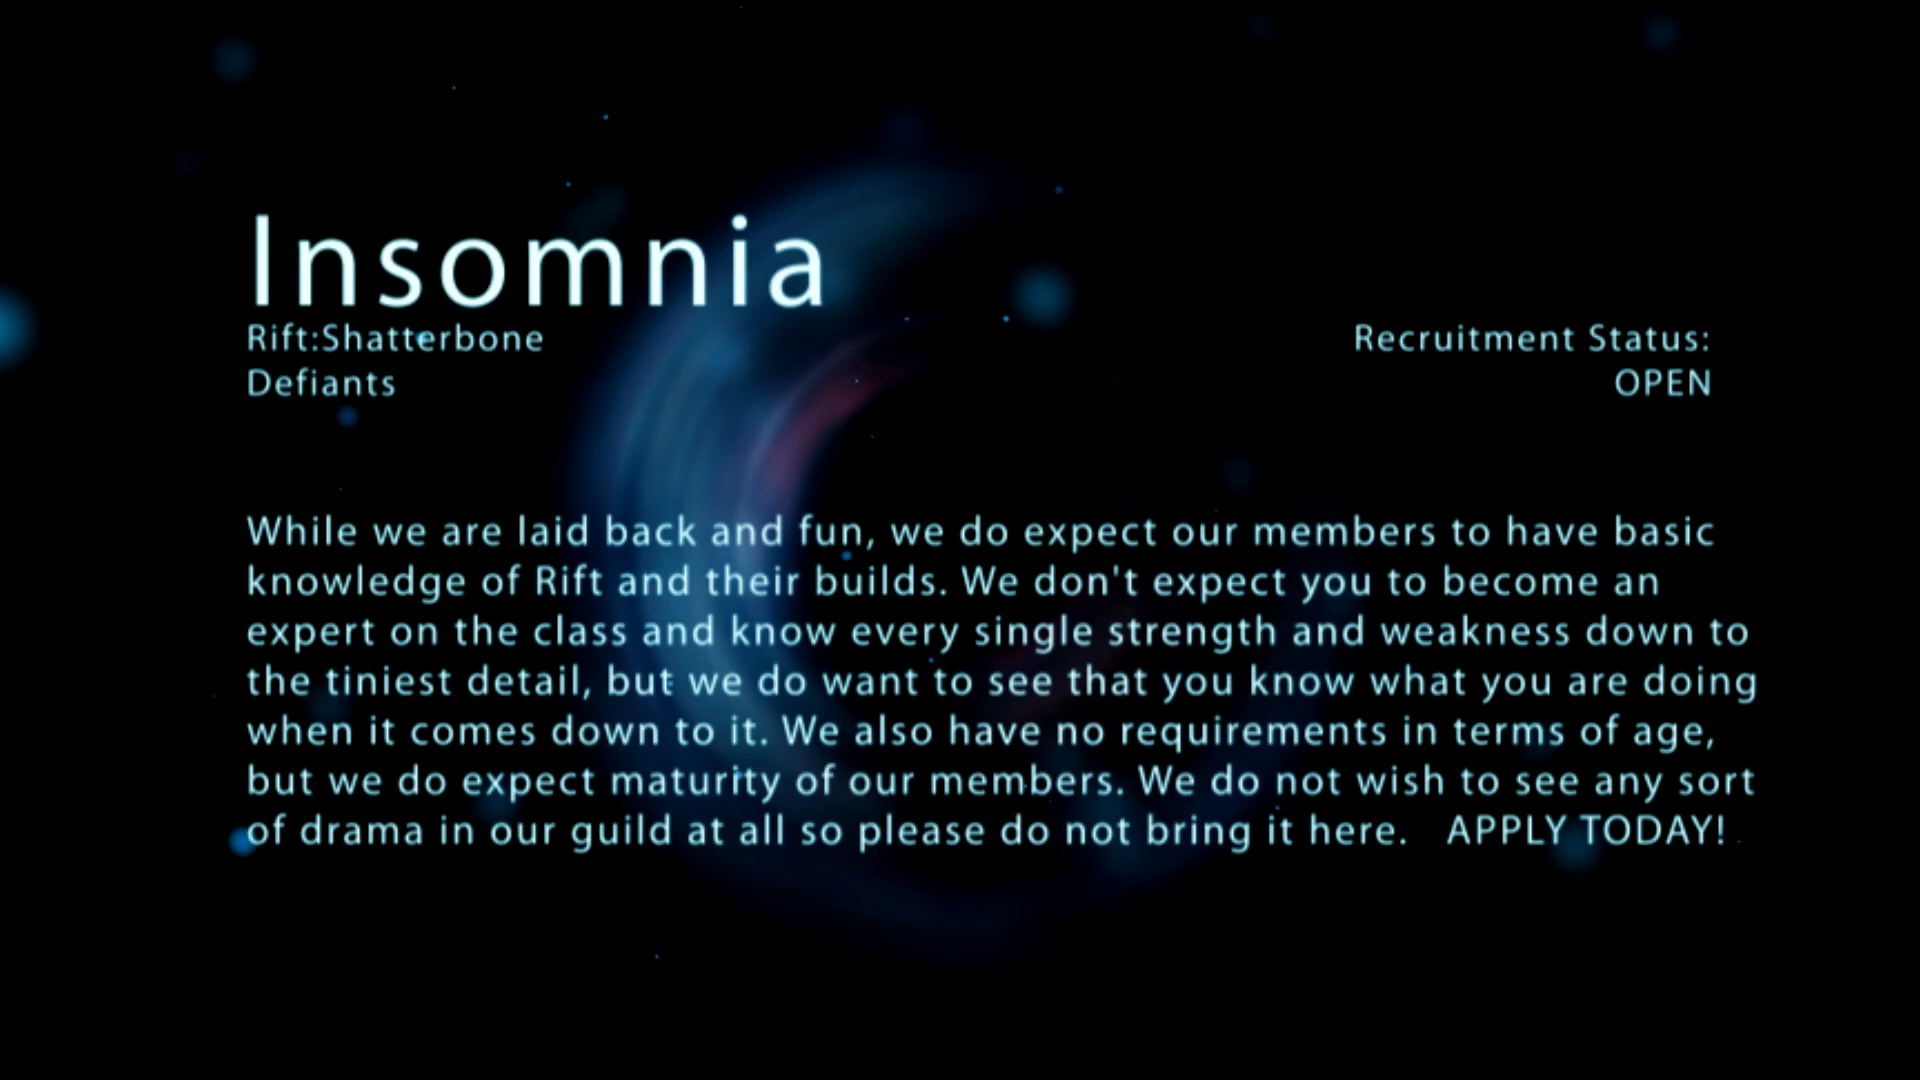 Insomnia
Rift:Shatterbone
Defiants
Recruitment Status:
OPEN
While we are laid back and fun, we do expect our members to have basic
knowledge of Rift and their builds. We don't expect you to become an
expert on the class and know every single strength and weakness down to
the tiniest detail, but we do want to see that you know what you are doing
when it comes down to it. We also have no requirements in terms of age,
but we do expect maturity of our members. We do not wish to see any sort
of drama in our guild at all so please do not bring it here.   APPLY TODAY!